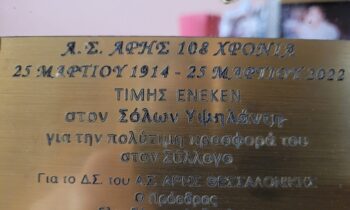 Α.Σ. ΑΡΗΣ 108 ΧΡΟΝΙΑ
25 ΜΑΡΤΙΟΥ 1914 - 25 ΜΑΡΤΙΟΥ 2022
ΤΙΜΗΣ ΕΝΕΚΕΝ
στον Σόλων Υψηλάντη
για την πολύτιμη προσφορά του
στον Σύλλογο
Για το Δ.Σ. του Α.Σ. ΑΡΗΣ ΘΕΣΣΑΛΟΝΙΚΗΣ
Ο Πρόεδρος